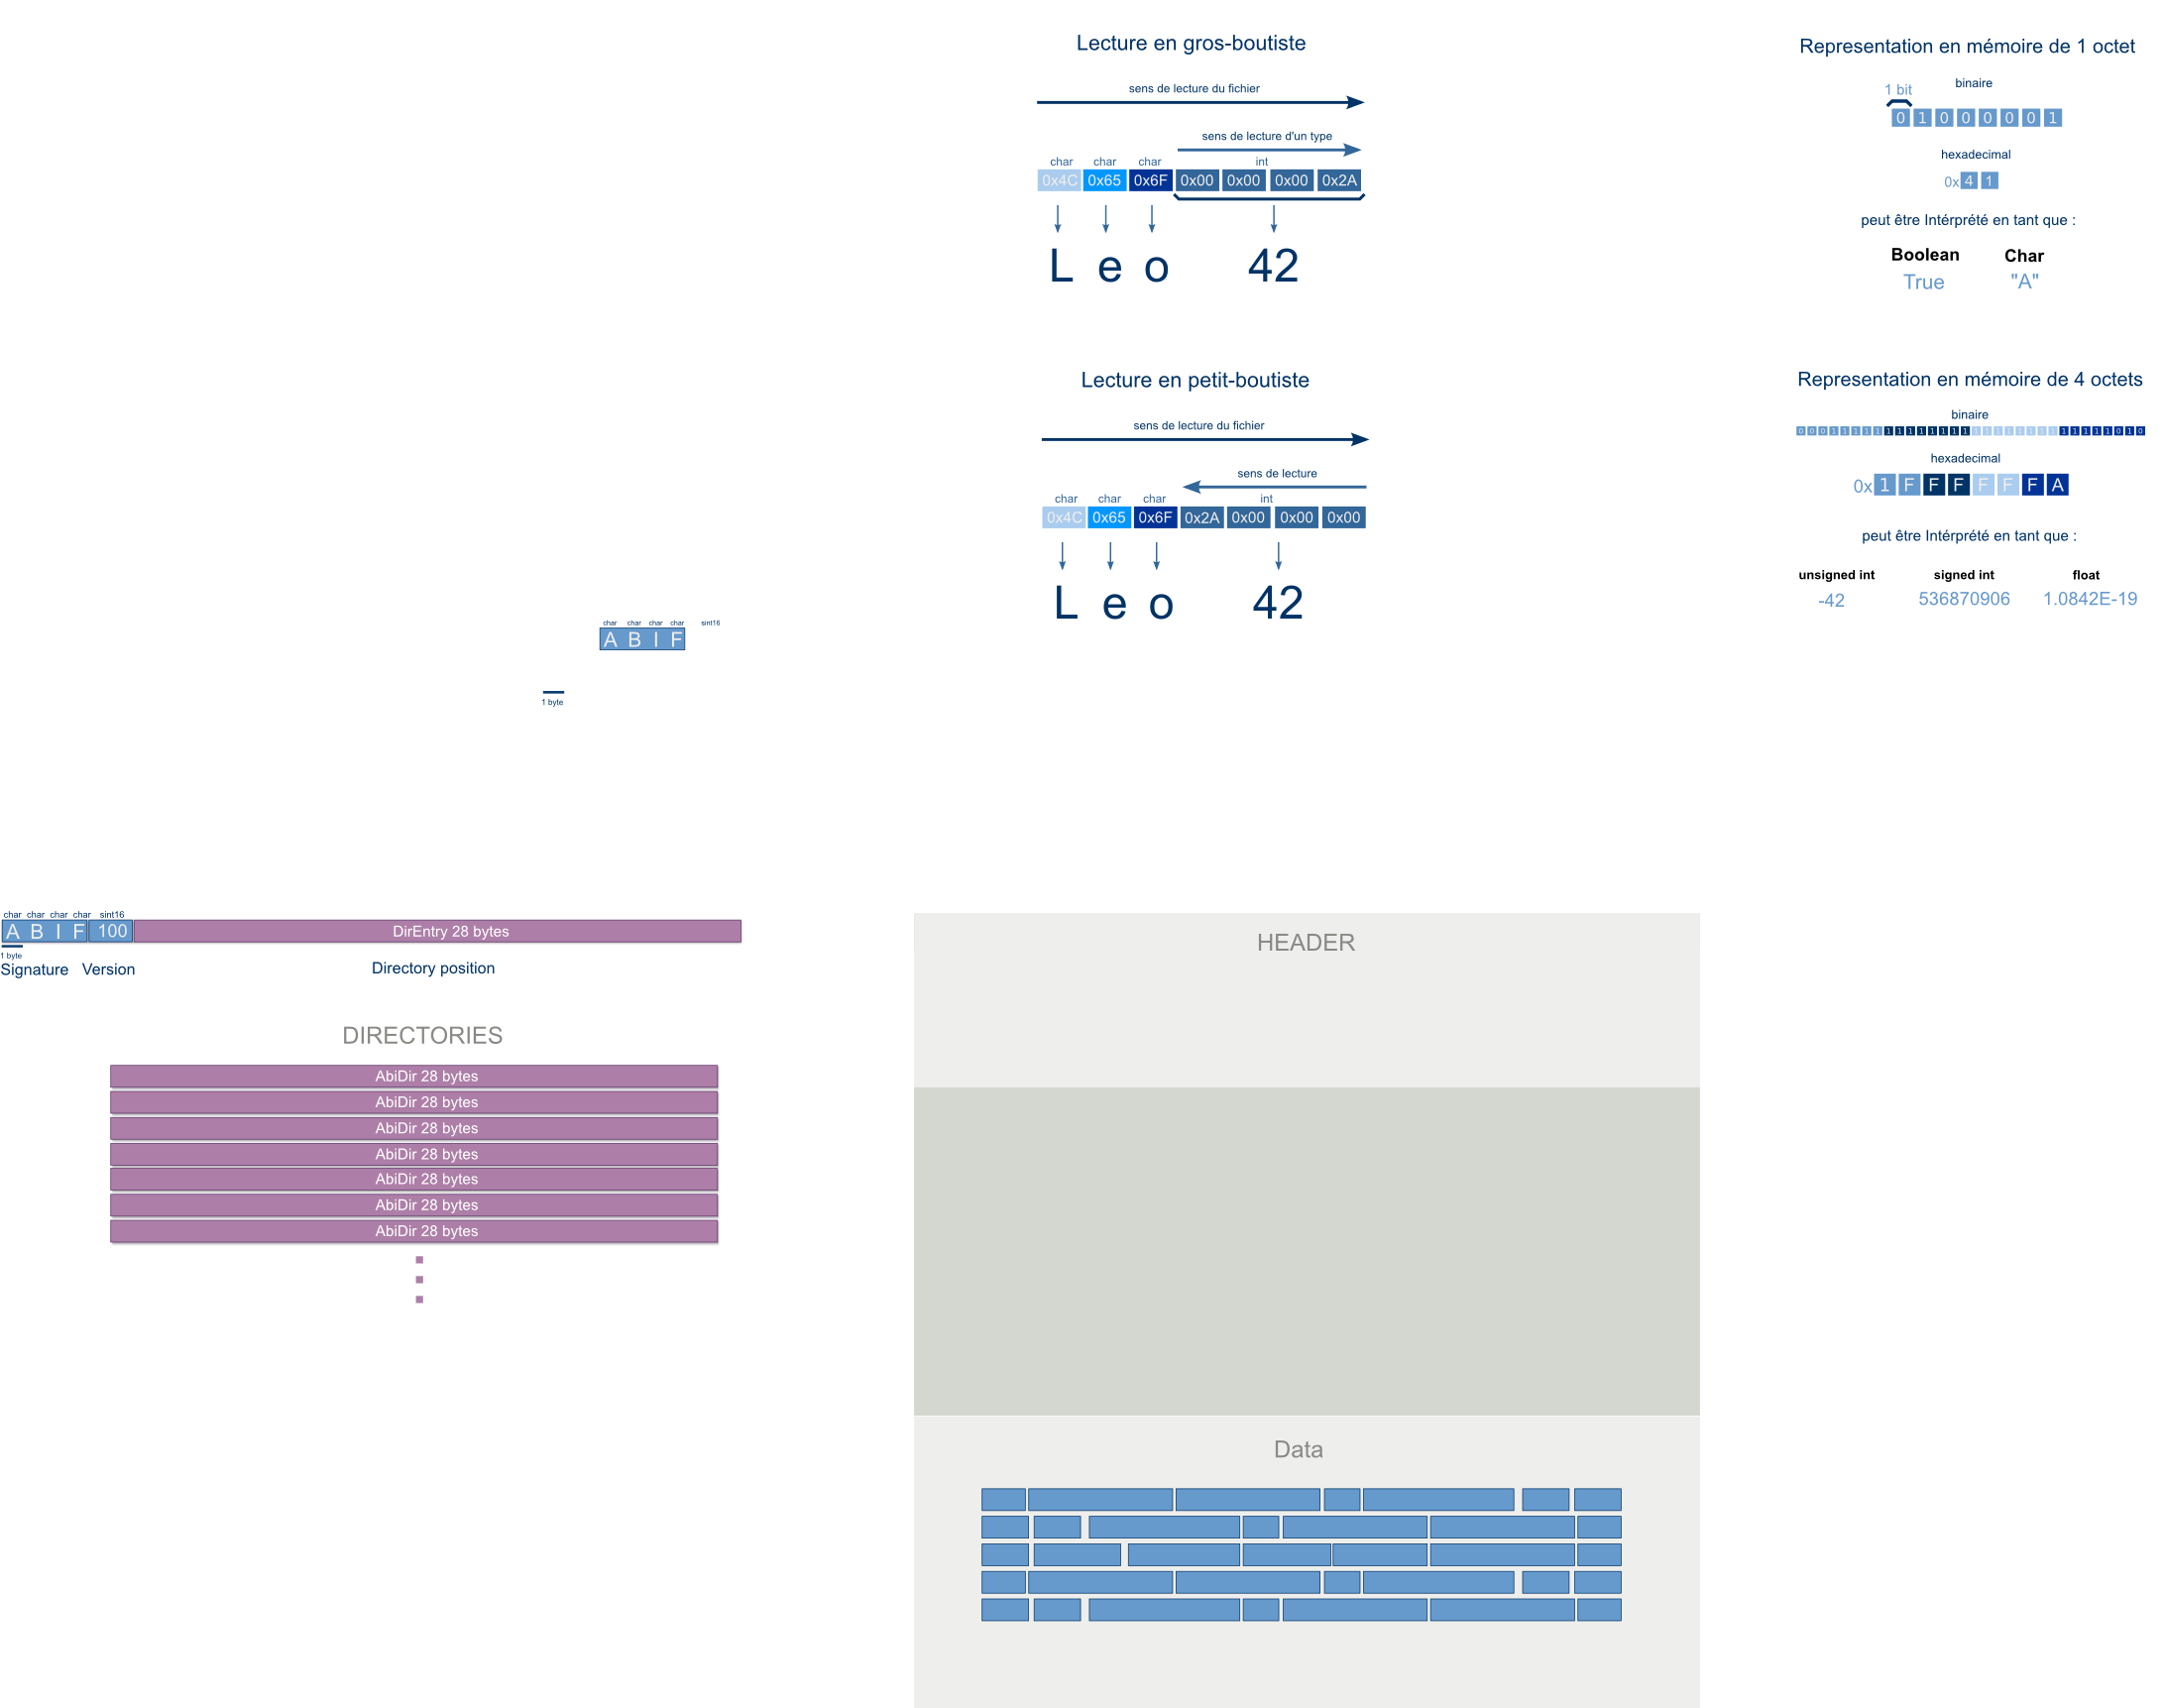 Lecture en gros-boutiste
sens de lecture du fichier
sens de lecture d'un type
char char char int
0x4C 0x65 0x6F 0x00 0x00 0x00 0x2A
L e o 42
Representation en mémoire de 1 octet
binaire
1 bit
0 1 0 0 0 0 0 1
hexadecimal
0x 4 1
peut être Intérprété en tant que :
Boolean Char
True "A"
Lecture en petit-boutiste
sens de lecture du fichier
sens de lecture
char char char int
0x4C 0x65 0x6F 0x2A 0x00 0x00 0x00
L e o 42
Representation en mémoire de 4 octets
binaire
0 0 0 1 1 1 1 1 1 1 1 1 1 1 1 1 1 1 1 1 1 1 1 1 1 1 1 1 1 0 1 0
hexadecimal
0x 1 F F F F F F A
peut être Intérprété en tant que :
unsigned int signed int float
-42 536870906 1.0842E-19
char char char char sint16
A B I F
1 byte
char char char char sint16
A B I F 100 DirEntry 28 bytes
1 byte
Signature Version Directory position
DIRECTORIES
AbiDir 28 bytes
AbiDir 28 bytes
AbiDir 28 bytes
AbiDir 28 bytes
AbiDir 28 bytes
AbiDir 28 bytes
AbiDir 28 bytes
HEADER
Data